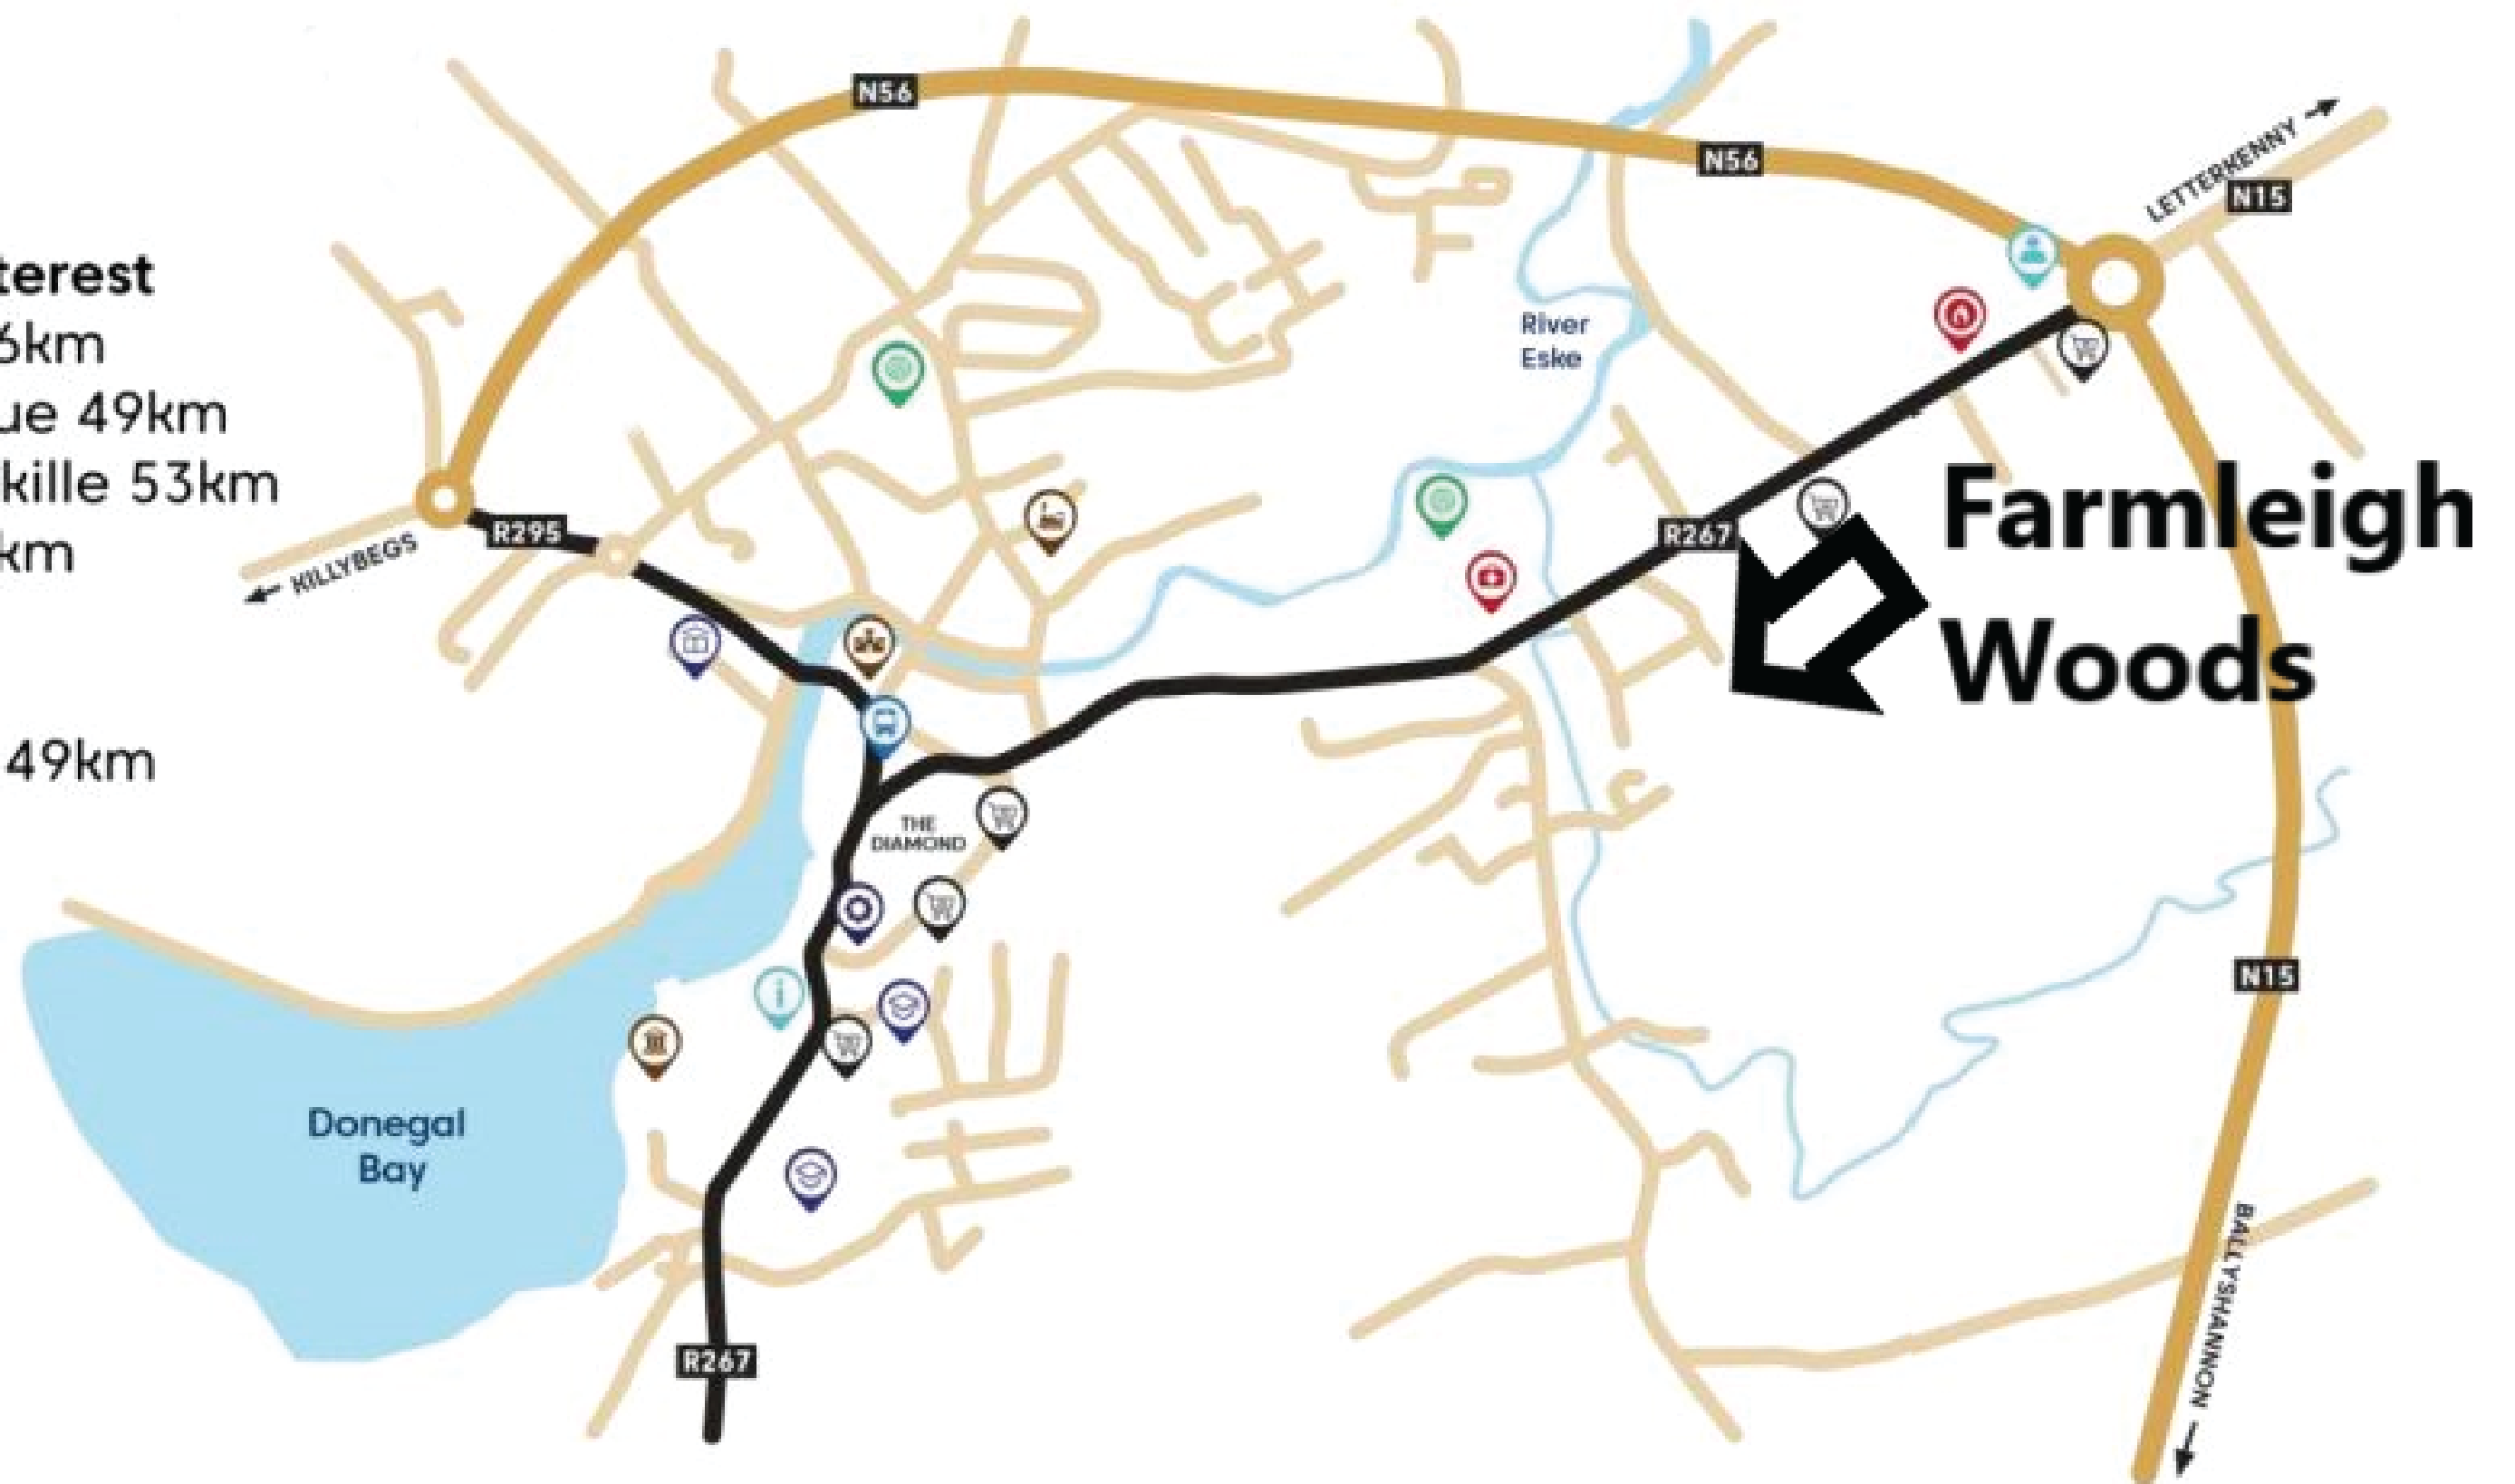 terest
6km
ue 49km
kille 53km
km
49km
N56
N56
LETTERKENNY
N15
River
Eske
R295
KILLYBEGS
R267
Farmleigh
Woods
THE
DIAMOND
N15
Donegal
Bay
BALLYSHANNON
R267